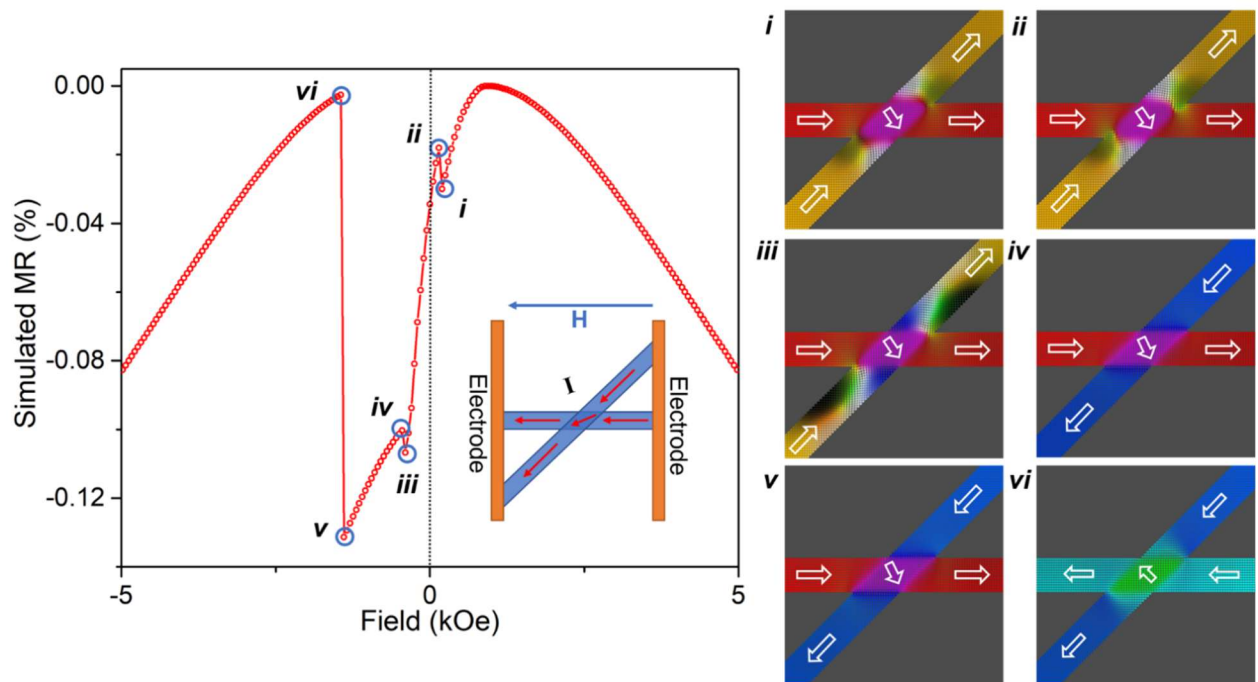 Simulated MR (%)
0.00
-0.04
-0.08
-0.12
-5
0
5
Field (kOe)
vi
ii
i
iv
iii
v
H
I
Electrode
Electrode
i
ii
iii
iv
v
vi